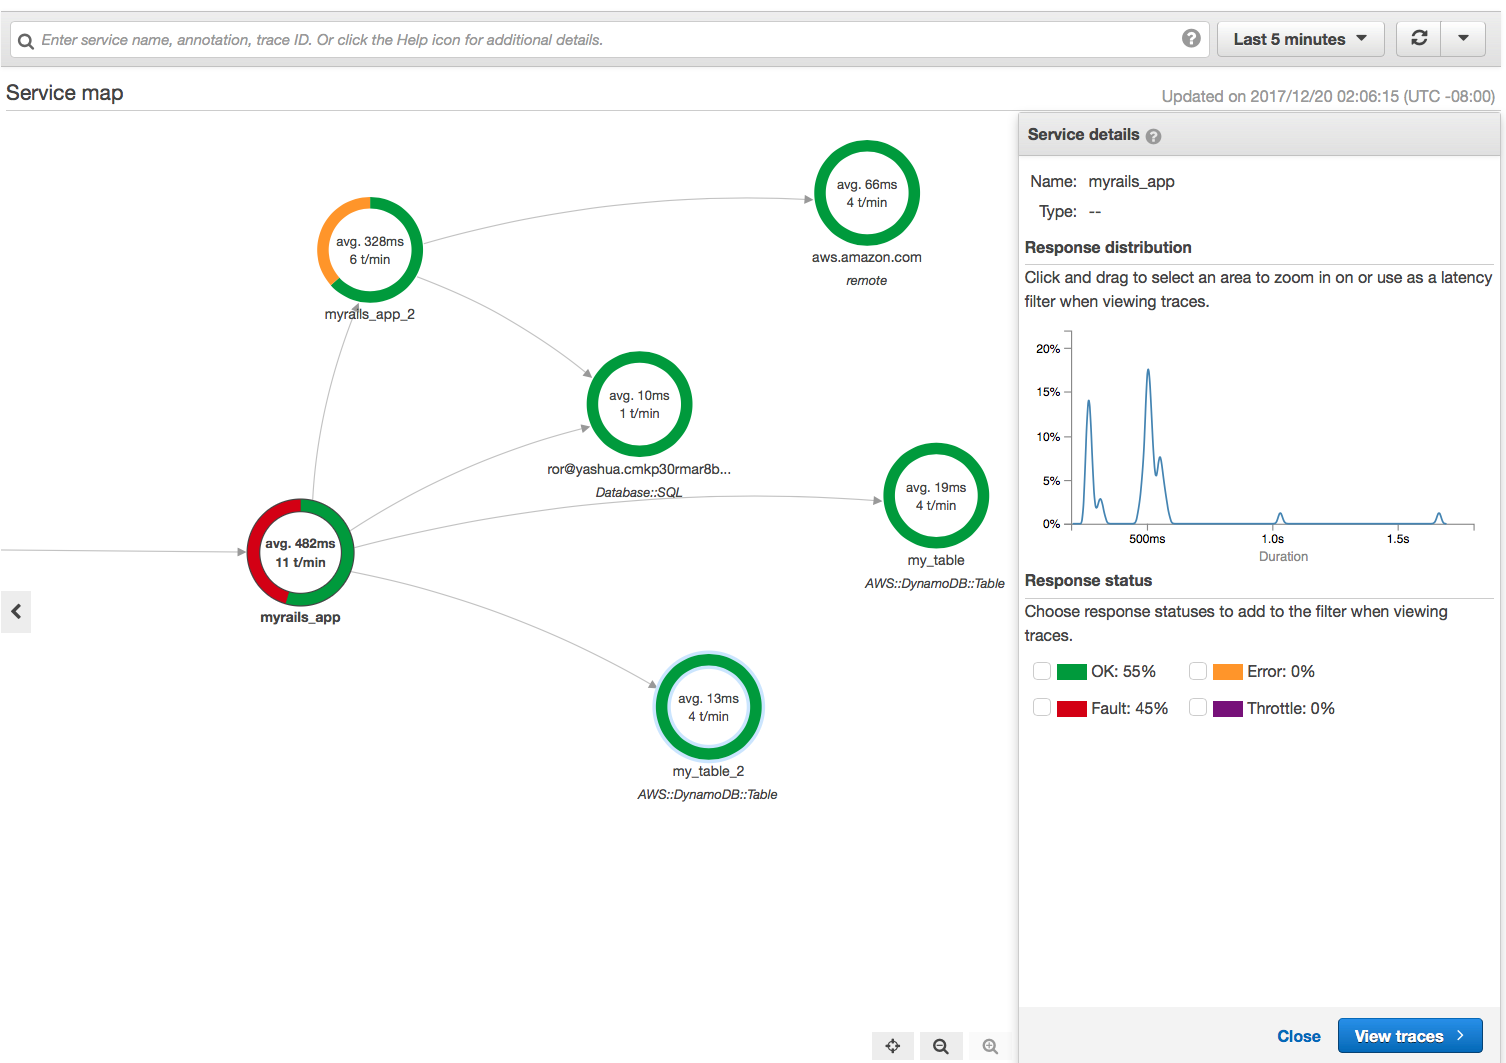 Enter service name, annotation, trace ID. Or click the Help icon for additional details.
Last 5 minutes
Service map
Updated on 2017/12/20 02:06:15 (UTC -08:00)
avg. 66ms
4 t/min
aws.amazon.com
remote
avg. 328ms
6 t/min
myrails_app_2
avg. 10ms
1 t/min
ror@yashua.cmkp30rmar8b...
Database::SQL
avg. 19ms
4 t/min
my_table
AWS::DynamoDB::Table
avg. 482ms
11 t/min
myrails_app
avg. 13ms
4 t/min
my_table_2
AWS::DynamoDB::Table
Service details
Name: myrails_app
Type: --
Response distribution
Click and drag to select an area to zoom in on or use as a latency
filter when viewing traces.
20%
15%
10%
5%
0%
500ms 1.0s 1.5s
Duration
Response status
Choose response statuses to add to the filter when viewing
traces.
OK: 55% Error: 0%
Fault: 45% Throttle: 0%
Close View traces